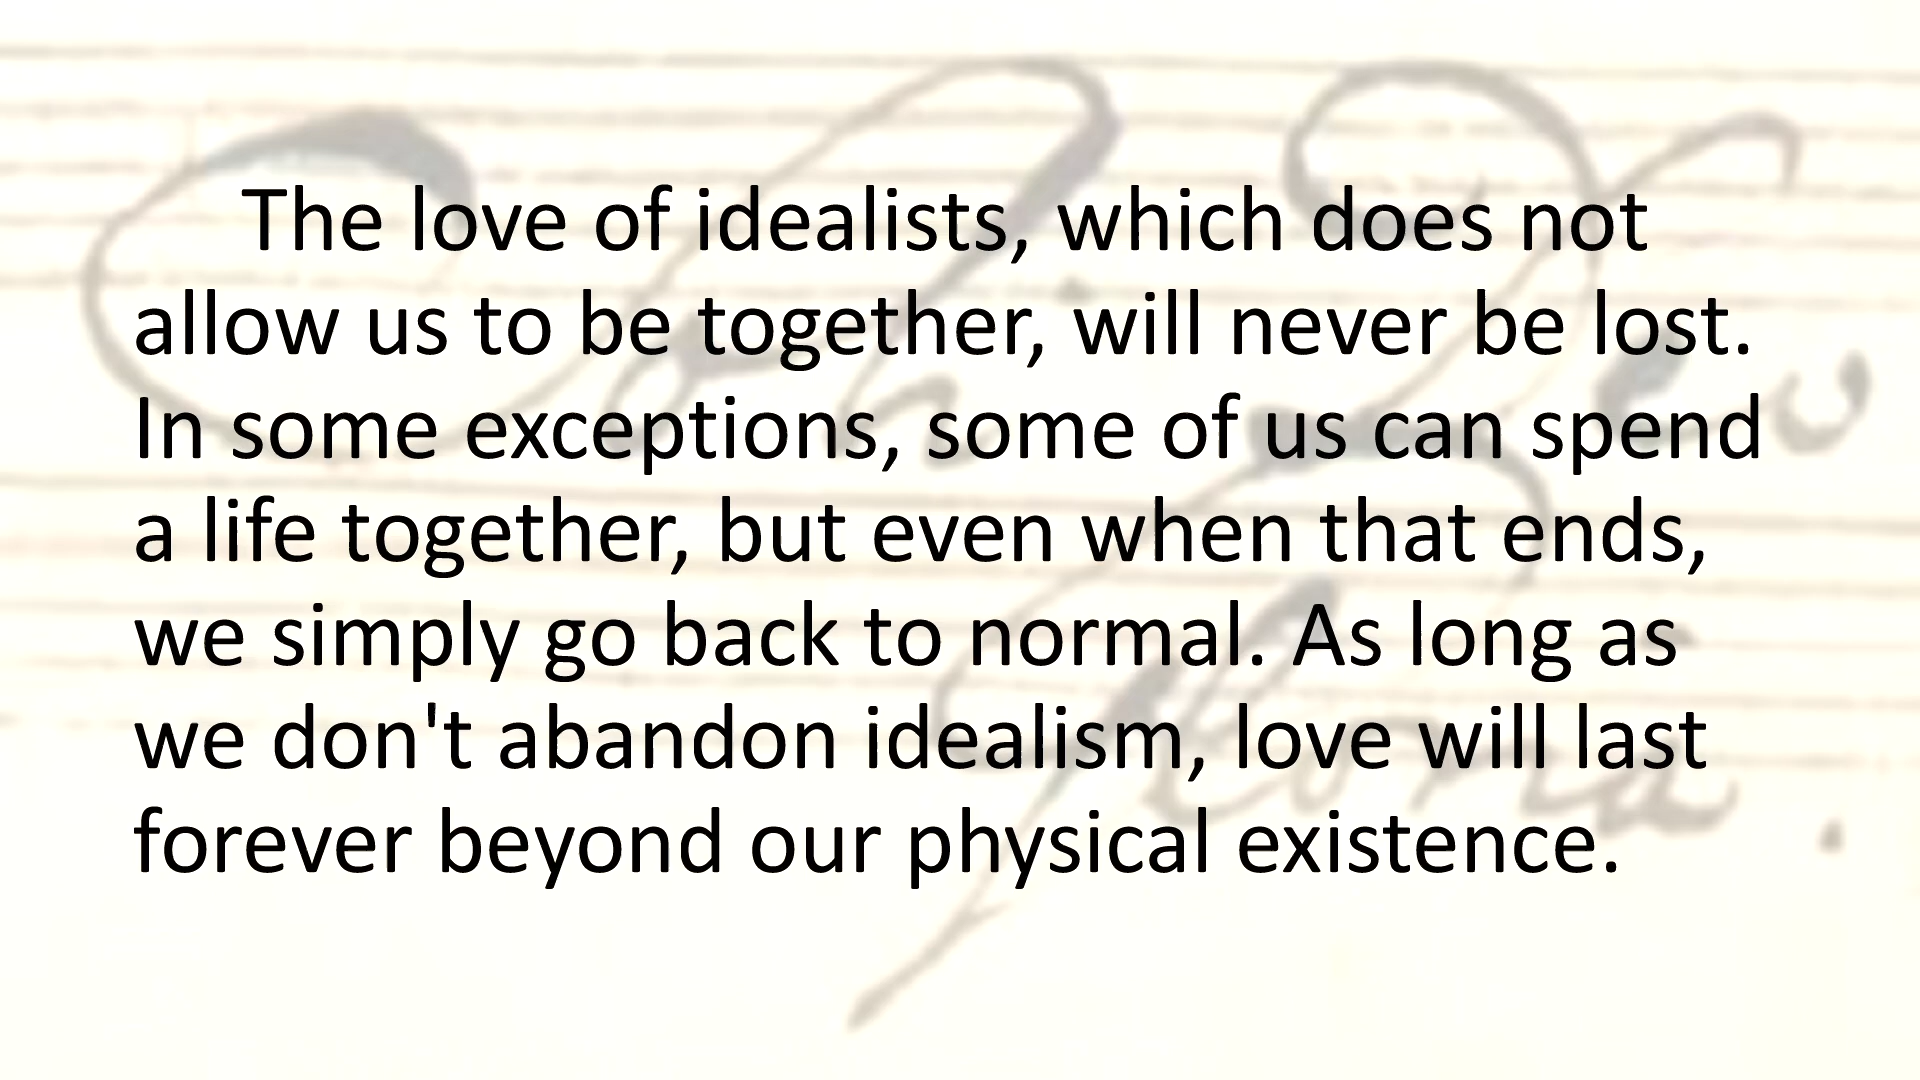 The love of idealists, which does not
allow us to be together, will never be lost.
In some exceptions, some of us can spend
a life together, but even when that ends,
we simply go back to normal. As long as
we don't abandon idealism, love will last
forever beyond our physical existence.